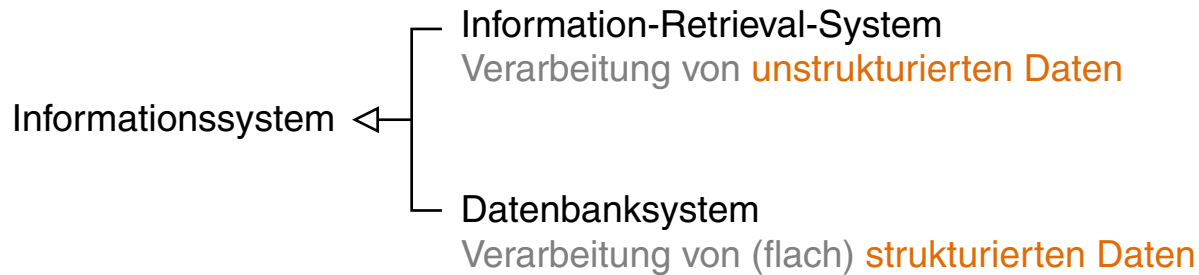 Information-Retrieval-System
Verarbeitung von unstrukturierten Daten
Informationssystem
Datenbanksystem
Verarbeitung von (flach) strukturierten Daten